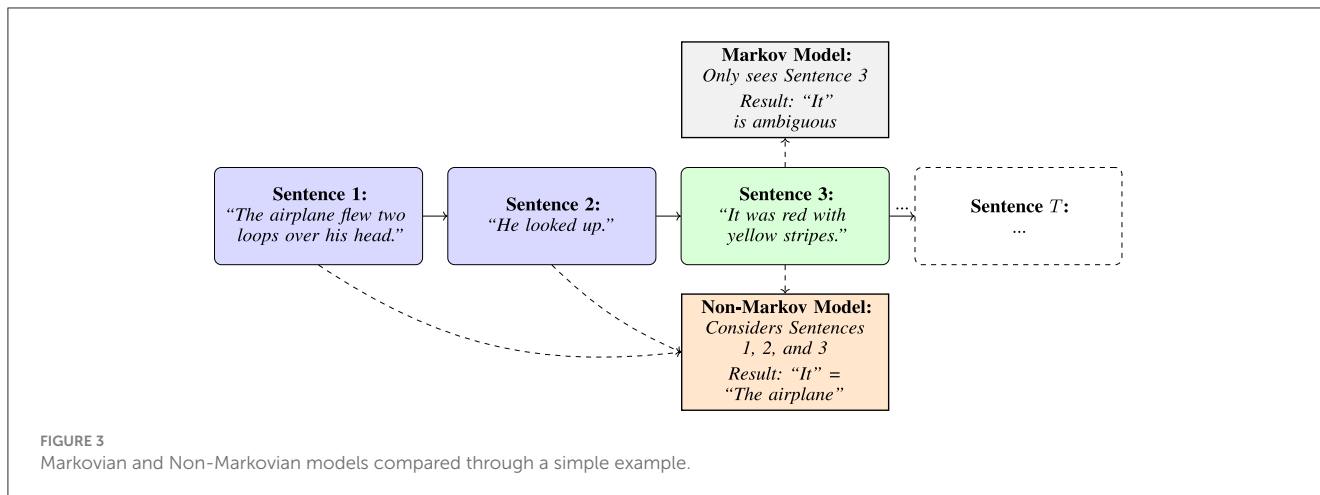 Markov Model:
Only sees Sentence 3
Result: “It”
is ambiguous
Sentence 1:
“The airplane flew two
loops over his head.”
Sentence 2:
“He looked up.”
Sentence 3:
“It was red with
yellow stripes.”
...
Sentence T:
...
Non-Markov Model:
Considers Sentences
1, 2, and 3
Result: “It” =
“The airplane”
FIGURE 3
Markovian and Non-Markovian models compared through a simple example.